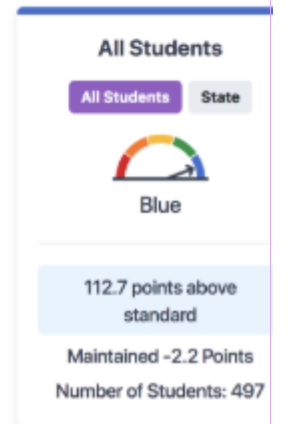 All Students
All Students State
Blue
112.7 points above
standard
Maintained -2.2 Points
Number of Students: 497